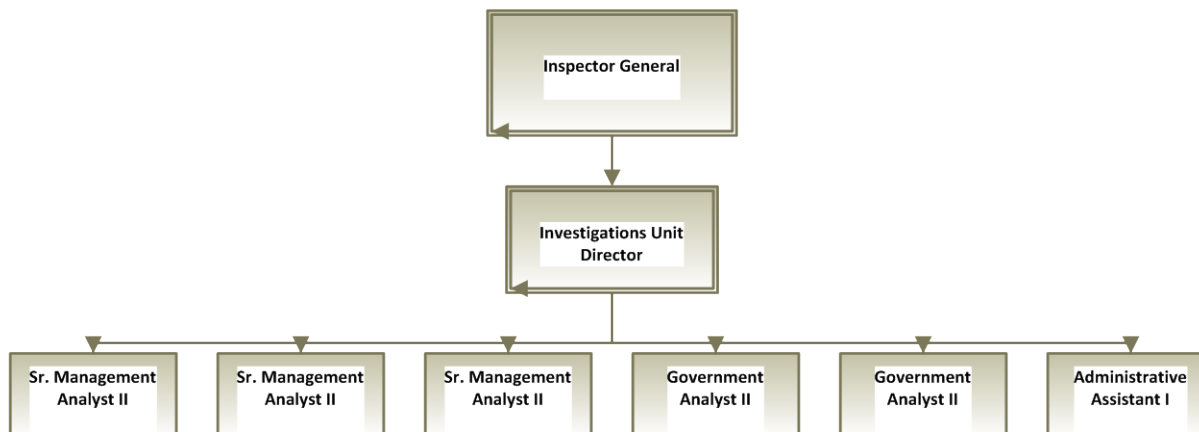 Inspector General
Investigations Unit
Director
Sr. Management
Analyst II
Sr. Management
Analyst II
Sr. Management
Analyst II
Government
Analyst II
Government
Analyst II
Administrative
Assistant I